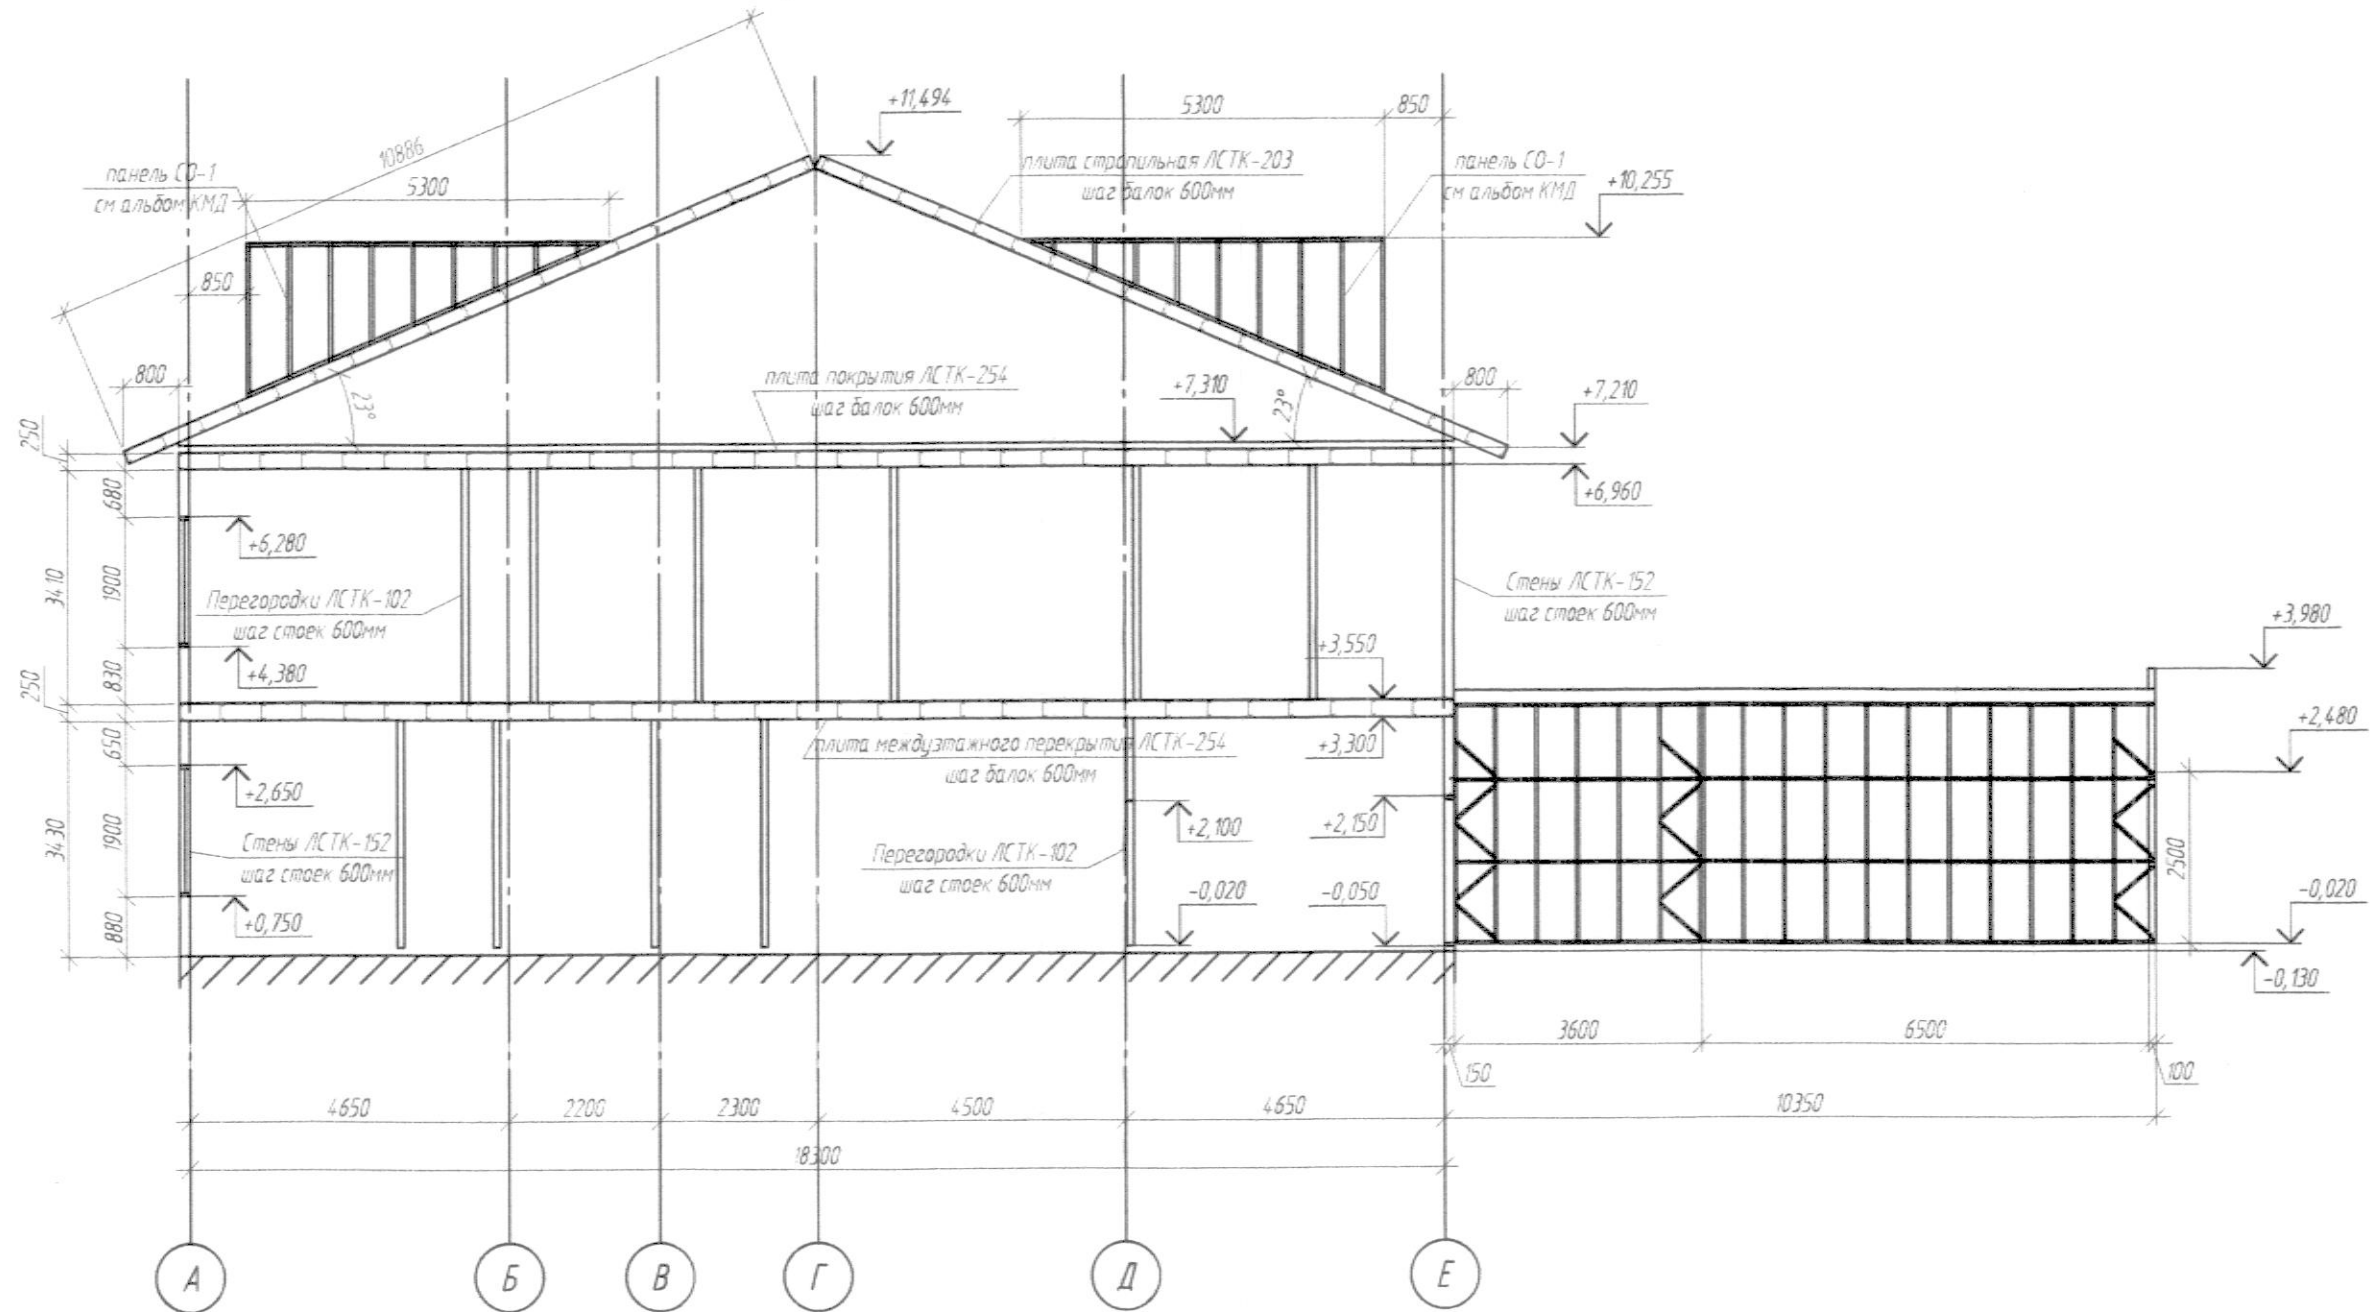 +11,494
5300
850
10886
панель СО-1
см альбом КМД
5300
плита стропильная ЛСТК-203
шаг балок 600мм
панель СО-1
см альбом КМД
+10,255
850
800
23°
плита покрытия ЛСТК-254
шаг балок 600мм
+7,310
23°
800
+7,210
250
+6,960
680
+6,280
3410
1900
Перегородки ЛСТК-102
шаг стоек 600мм
Стены ЛСТК-152
шаг стоек 600мм
+3,980
+3,550
830
+4,380
250
+2,480
650
плита междуэтажного перекрытия ЛСТК-254
шаг балок 600мм
+3,300
+2,650
+2,100
+2,150
3430
1900
Стены ЛСТК-152
шаг стоек 600мм
Перегородки ЛСТК-102
шаг стоек 600мм
2500
-0,020
-0,050
-0,020
880
+0,750
-0,130
3600
6500
150
100
4650
2200
2300
4500
4650
10350
18300
А
Б
В
Г
Д
Е